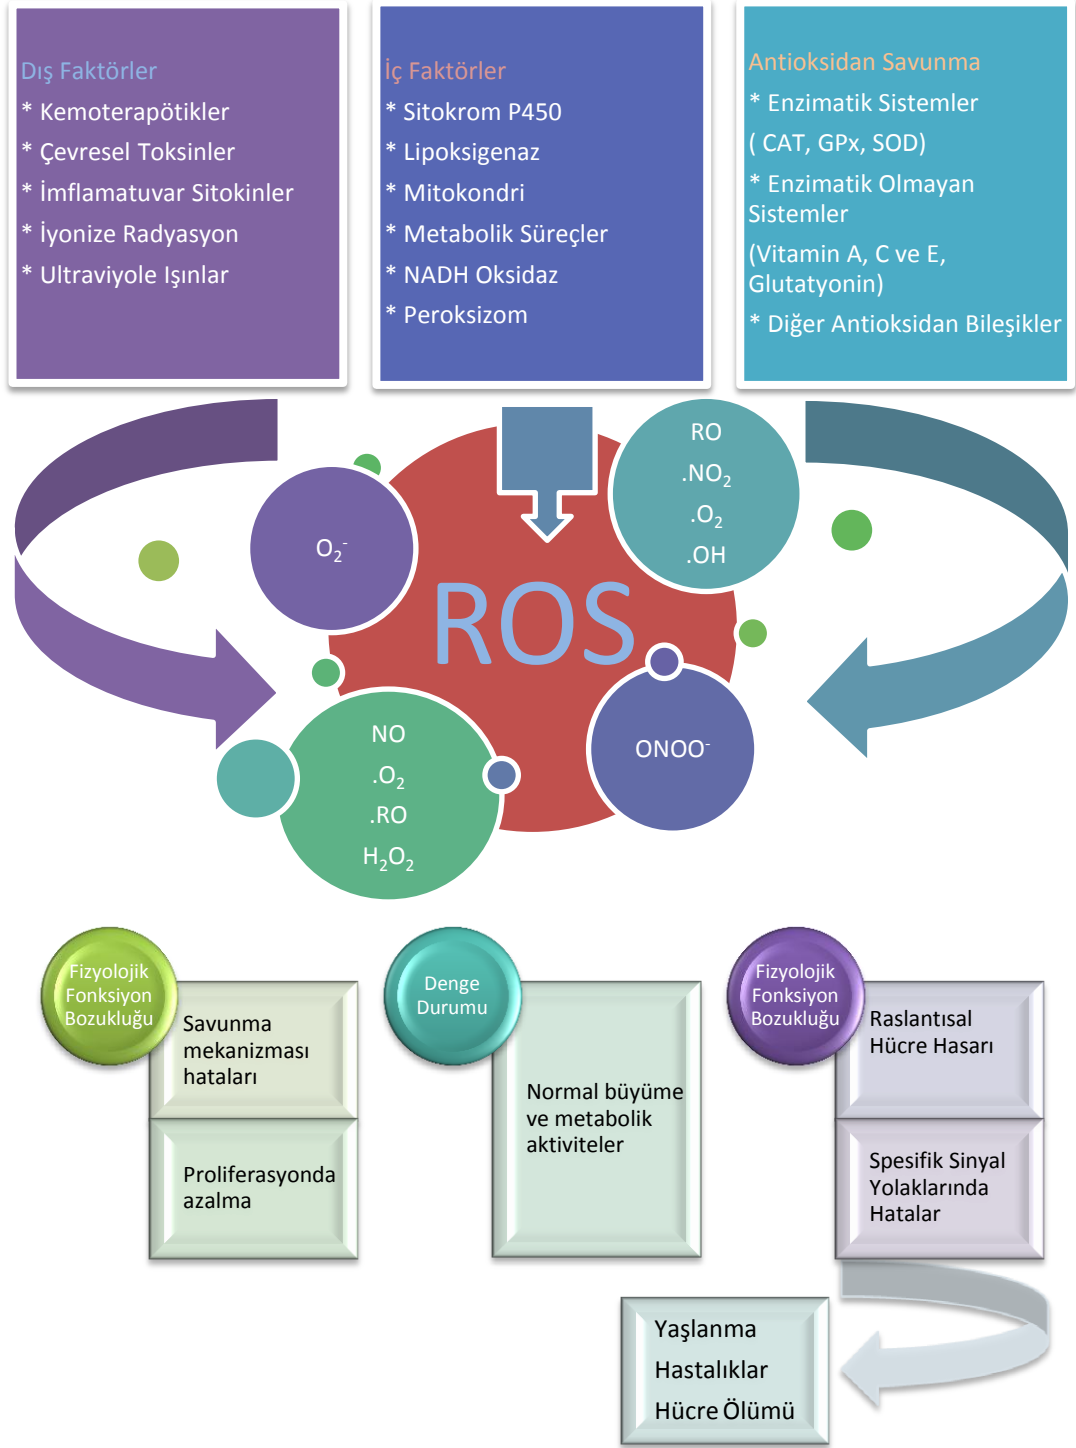 Dış Faktörler
* Kemoterapötikler
* Çevresel Toksinler
* İmflamatuvar Sitokinler
* İyonize Radyasyon
* Ultraviyole Işınlar
İç Faktörler
* Sitokrom P450
* Lipoksigenaz
* Mitokondri
* Metabolik Süreçler
* NADH Oksidaz
* Peroksizom
Antioksidan Savunma
* Enzimatik Sistemler
( CAT, GPx, SOD)
* Enzimatik Olmayan
Sistemler
(Vitamin A, C ve E,
Glutatyonin)
* Diğer Antioksidan Bileşikler
RO
.NO₂
.O₂
.OH
O₂⁻
ROS
NO
.O₂
.RO
H₂O₂
ONOO⁻
Fizyolojik
Fonksiyon
Bozukluğu
Savunma
mekanizması
hataları
Proliferasyonda
azalma
Denge
Durumu
Normal büyüme
ve metabolik
aktiviteler
Fizyolojik
Fonksiyon
Bozukluğu
Raslantısal
Hücre Hasarı
Spesifik Sinyal
Yolaklarında
Hatalar
Yaşlanma
Hastalıklar
Hücre Ölümü